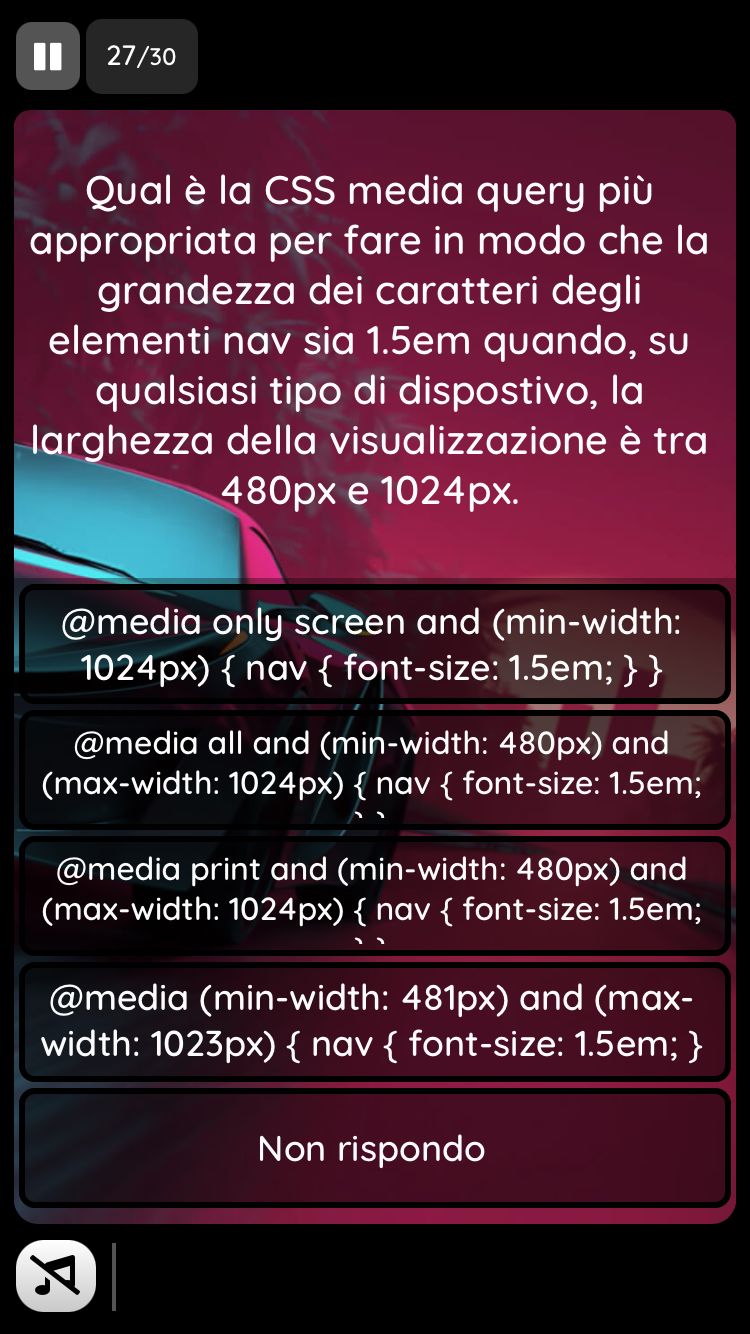 27/30
Qual è la CSS media query più
appropriata per fare in modo che la
grandezza dei caratteri degli
elementi nav sia 1.5em quando, su
qualsiasi tipo di dispostivo, la
larghezza della visualizzazione è tra
480px e 1024px.
@media only screen and (min-width:
1024px) { nav { font-size: 1.5em; } }
@media all and (min-width: 480px) and
(max-width: 1024px) { nav { font-size: 1.5em;
@media print and (min-width: 480px) and
(max-width: 1024px) { nav { font-size: 1.5em;
@media (min-width: 481px) and (max-
width: 1023px) { nav { font-size: 1.5em; }
Non rispondo